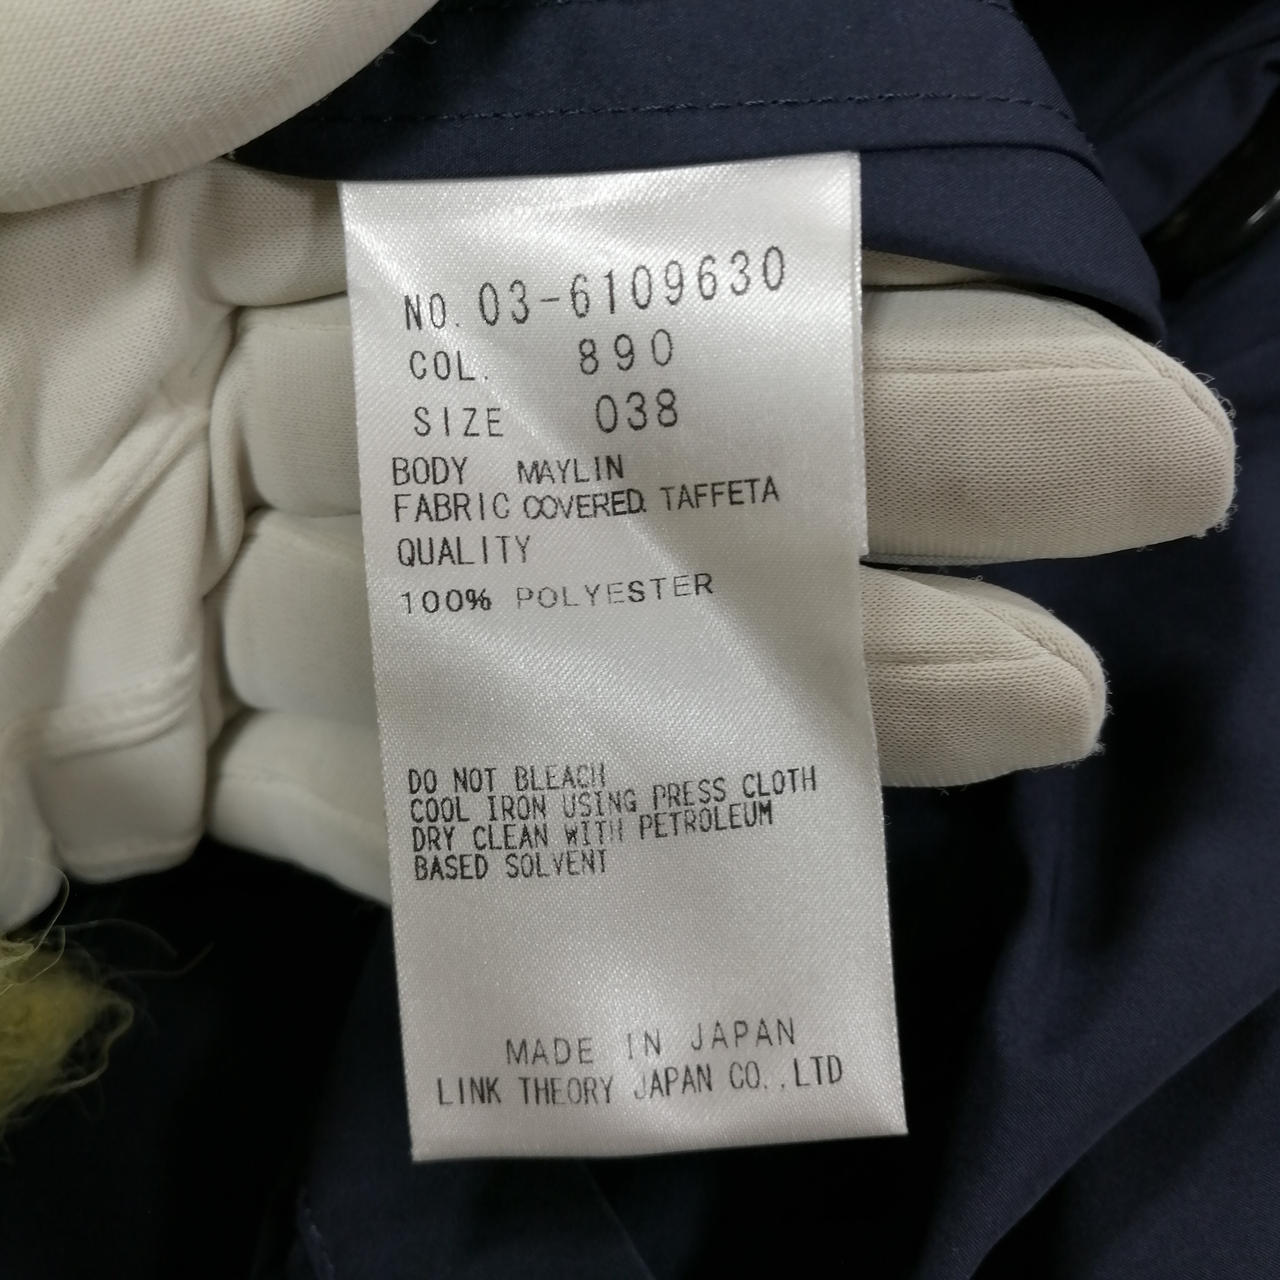 NO. 03-6109630
COL. 890
SIZE 038
BODY MAYLIN
FABRIC COVERED. TAFFETA
QUALITY
100% POLYESTER
DO NOT BLEACH
COOL IRON USING PRESS CLOTH
DRY CLEAN WITH PETROLEUM
BASED SOLVENT
MADE IN JAPAN
LINK THEORY JAPAN CO.,LTD